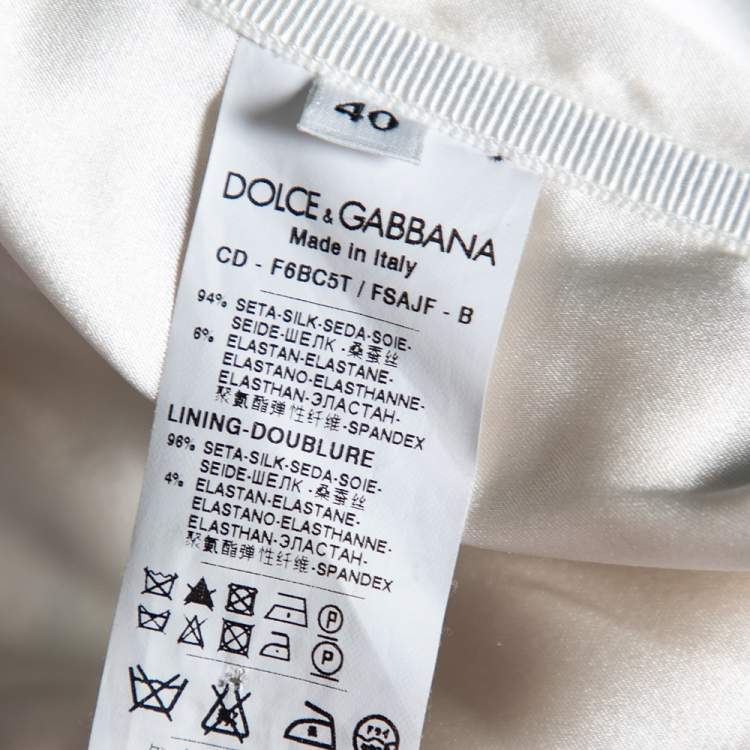 40
DOLCE & GABBANA
Made in Italy
CD - F6BC5T / FSAJF - B
94% SETA-SILK-SEDA-SOIE-
SEIDE-ШЕЛК-桑蚕丝
6% ELASTAN-ELASTANE-
ELASTANO-ELASTHANNE-
ELASTHAN-ЭЛАСТАН-
聚氨酯弹性纤维-SPANDEX
LINING-DOUBLURE
96% SETA-SILK-SEDA-SOIE-
SEIDE-ШЕЛК-桑蚕丝
4% ELASTAN-ELASTANE-
ELASTANO-ELASTHANNE-
ELASTHAN-ЭЛАСТАН-
聚氨酯弹性纤维-SPANDEX
P
P
ドライ